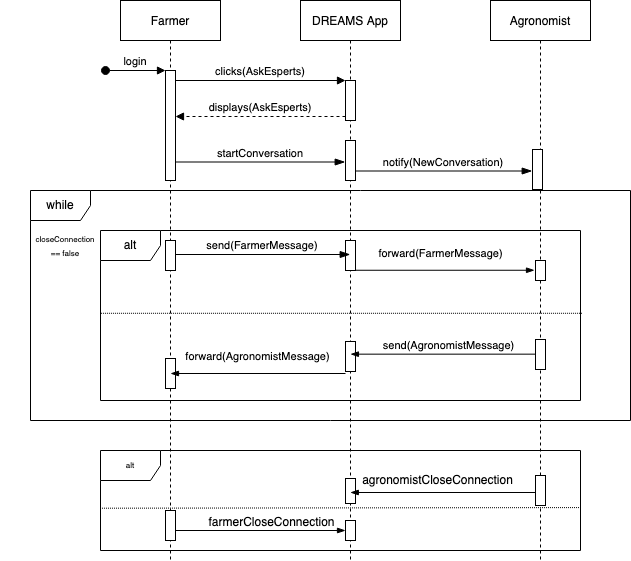 Farmer
DREAMS App
Agronomist
login
clicks(AskEsperts)
displays(AskEsperts)
startConversation
notify(NewConversation)
while
closeConnection
== false
alt
send(FarmerMessage)
forward(FarmerMessage)
send(AgronomistMessage)
forward(AgronomistMessage)
alt
agronomistCloseConnection
farmerCloseConnection